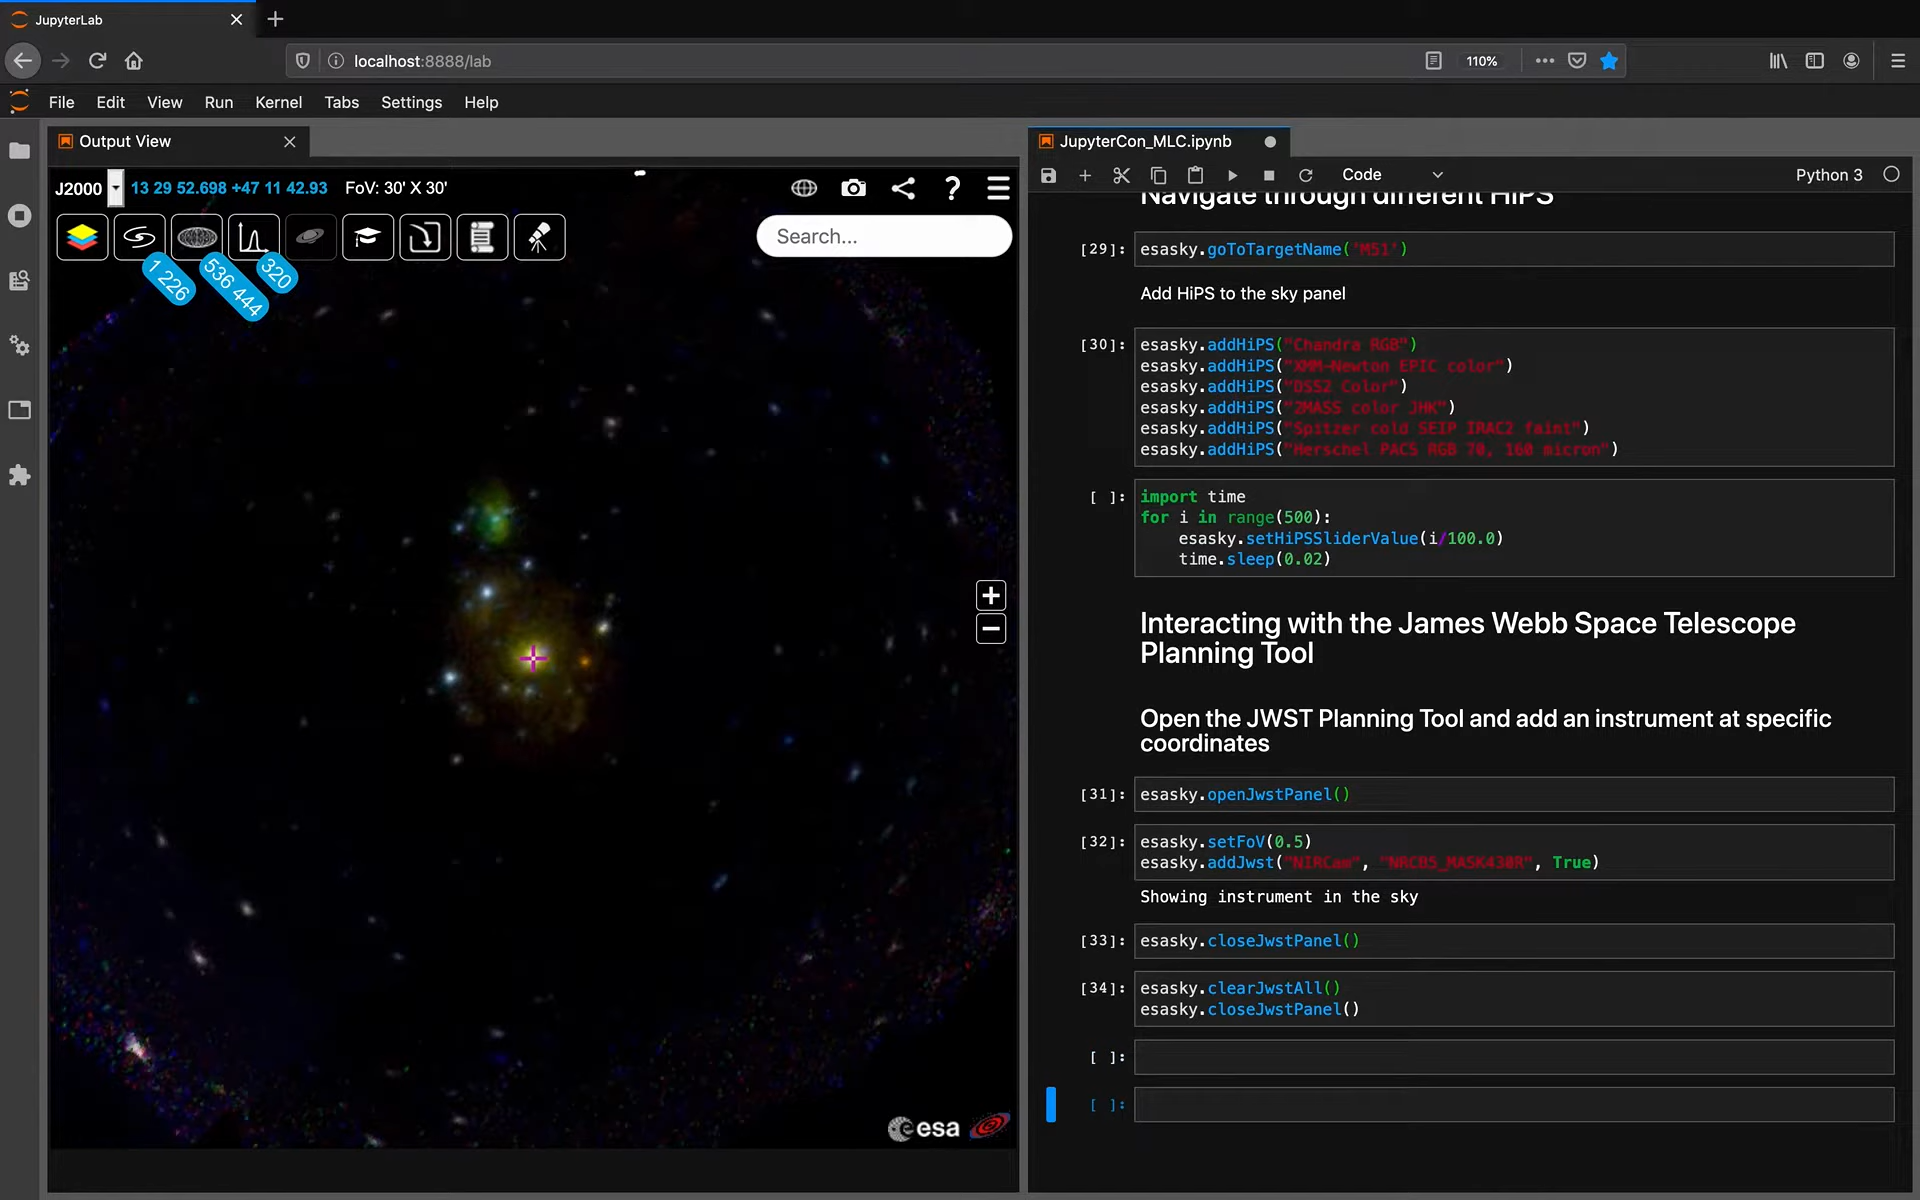 JupyterLab
localhost:8888/lab
110%
File Edit View Run Kernel Tabs Settings Help
Output View
J2000 13 29 52.698 +47 11 42.93 FoV: 30' X 30'
Search...
1 226
536 444
320
esa
JupyterCon_MLC.ipynb
Code
Python 3
Navigate through different HiPS
[29]: esasky.goToTargetName('M51')
Add HiPS to the sky panel
[30]: esasky.addHiPS("Chandra RGB")
esasky.addHiPS("XMM-Newton EPIC color")
esasky.addHiPS("DSS2 Color")
esasky.addHiPS("2MASS color JHK")
esasky.addHiPS("Spitzer cold SEIP IRAC2 faint")
esasky.addHiPS("Herschel PACS RGB 70, 160 micron")
[ ]: import time
for i in range(500):
esasky.setHiPSSliderValue(i/100.0)
time.sleep(0.02)
Interacting with the James Webb Space Telescope
Planning Tool
Open the JWST Planning Tool and add an instrument at specific
coordinates
[31]: esasky.openJwstPanel()
[32]: esasky.setFoV(0.5)
esasky.addJwst("NIRCam", "NRCB5_MASK430R", True)
Showing instrument in the sky
[33]: esasky.closeJwstPanel()
[34]: esasky.clearJwstAll()
esasky.closeJwstPanel()
[ ]:
[ ]: